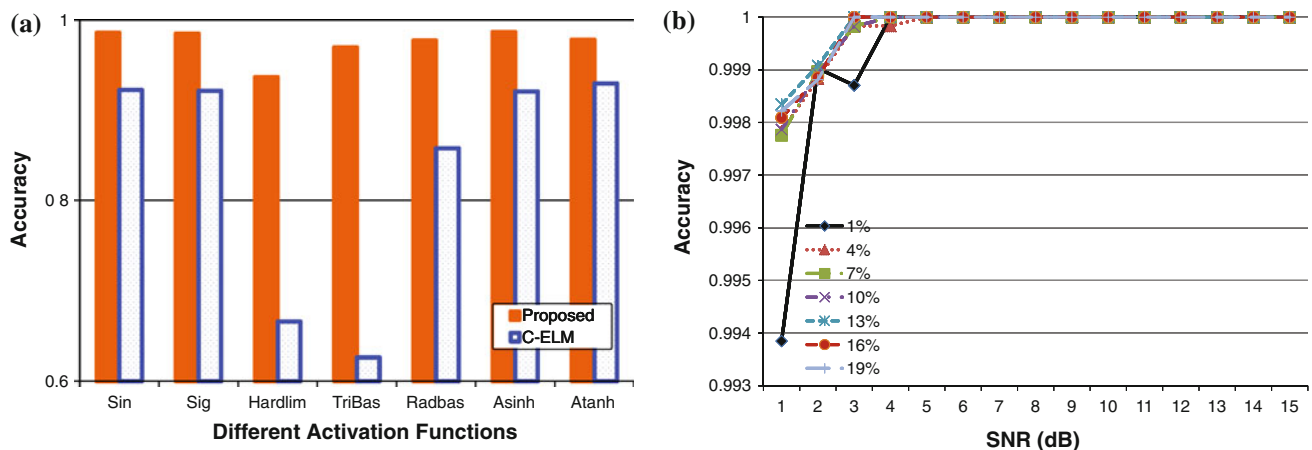 (a)
1
0 8
0.6
Accuracy
Proposed
C-ELM
Sin Sig Hardlim TriBas Radbas Asinh Atanh
Different Activation Functions
(b)
1
0.999
0.998
0.997
0.996
0.995
0.994
0.993
Accuracy
1%
4%
7%
10%
13%
16%
19%
1 2 3 4 5 6 7 8 9 10 11 12 13 14 15
SNR (dB)